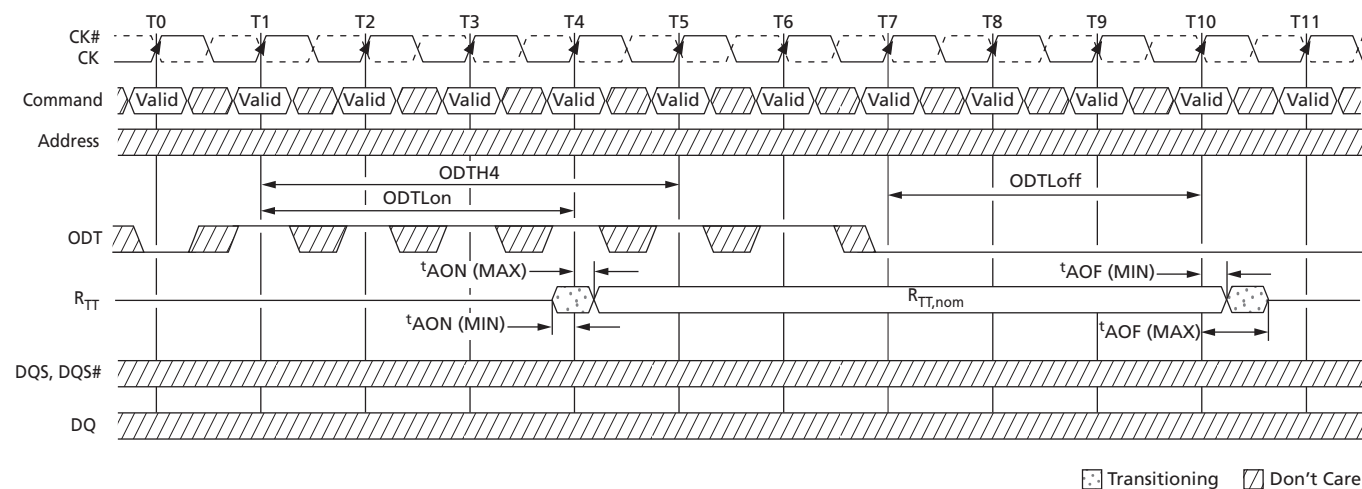 T0 T1 T2 T3 T4 T5 T6 T7 T8 T9 T10 T11
CK#
CK
Command Valid Valid Valid Valid Valid Valid Valid Valid Valid Valid Valid Valid
Address
ODTH4
ODTLoff
ODTLon
ODT
tAON (MAX) tAOF (MIN)
RTT RTT,nom
tAON (MIN) tAOF (MAX)
DQS, DQS#
DQ
Transitioning Don't Care